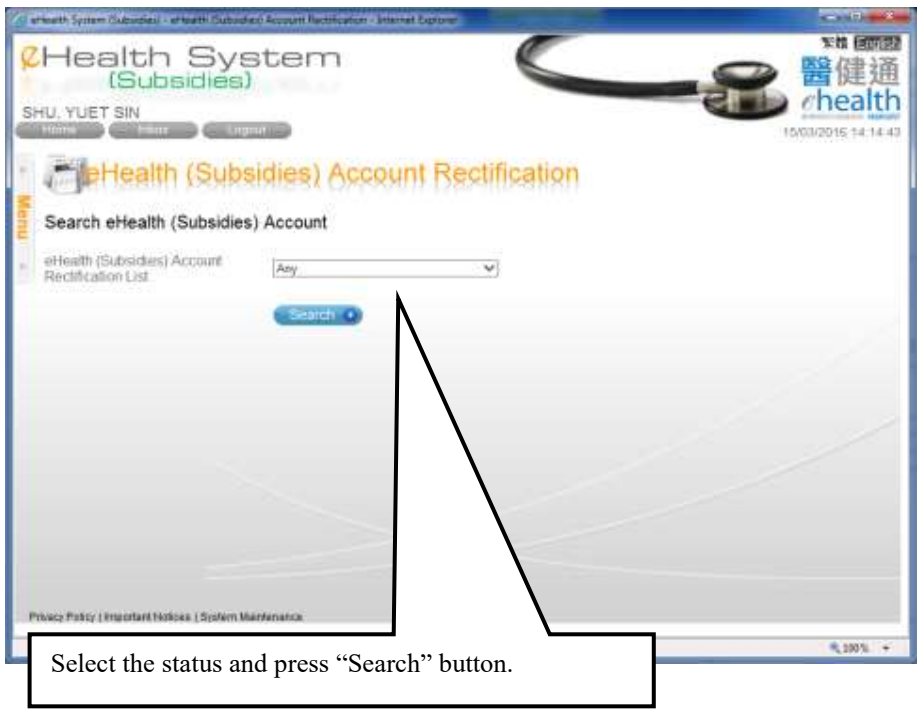 eHealth System (Subsidies) - eHealth (Subsidies) Account Rectification - Internet Explorer
eHealth System
(Subsidies)
繁體 English
醫健通
ehealth
SHU, YUET SIN
Home Inbox Logout
15/03/2016 14:14:43
eHealth (Subsidies) Account Rectification
Menu
Search eHealth (Subsidies) Account
eHealth (Subsidies) Account
Rectification List
Any
Search
Privacy Policy | Important Notices | System Maintenance
100%
Select the status and press “Search” button.